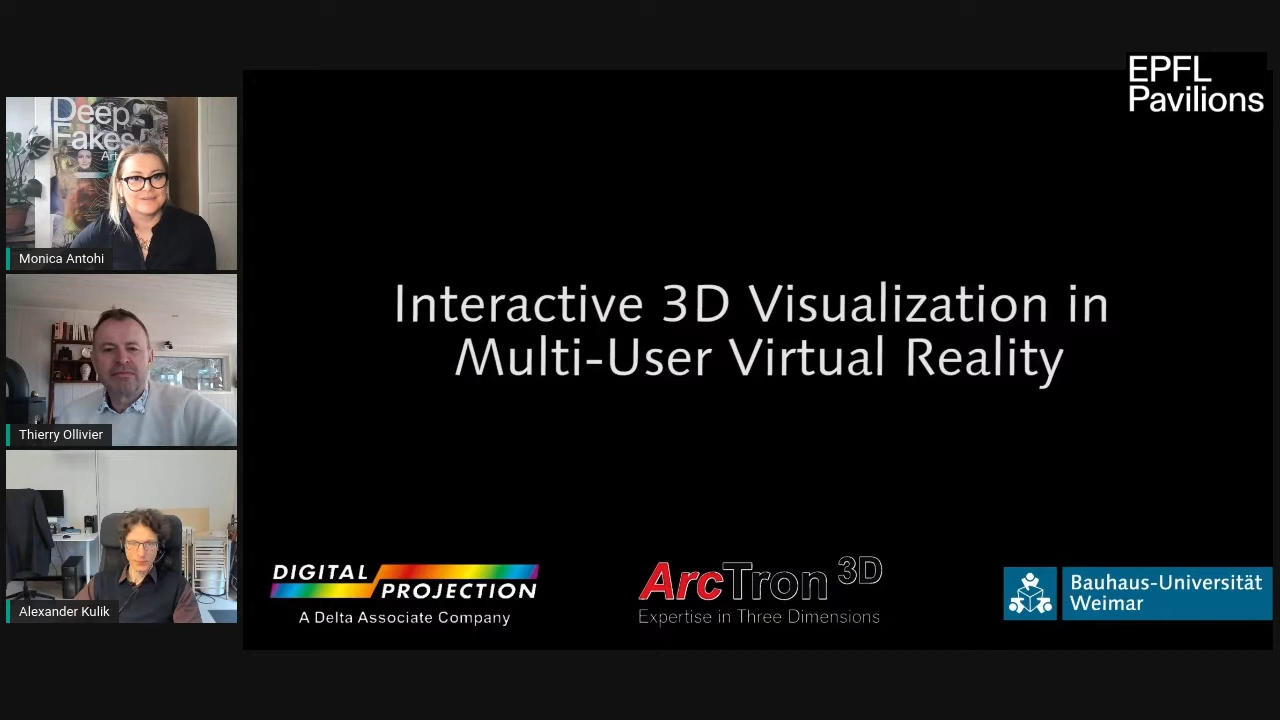 EPFL
Pavilions
Deep
Fakes
Art
Monica Antohi
Thierry Ollivier
Alexander Kulik
Interactive 3D Visualization in
Multi-User Virtual Reality
DIGITAL
PROJECTION
A Delta Associate Company
ArcTron 3D
Expertise in Three Dimensions
Bauhaus-Universität
Weimar